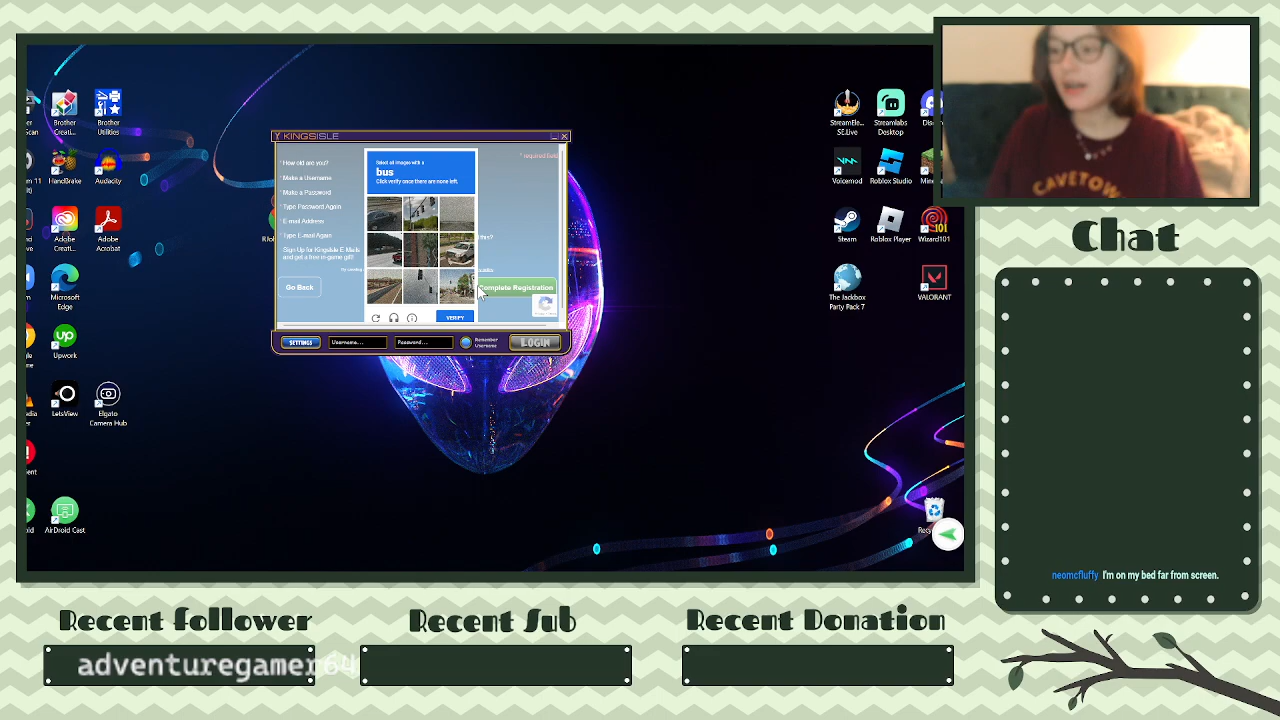 Brother Creati...
Brother Utilities
HandBrake
Audacity
Adobe Creati...
Adobe Acrobat
Microsoft Edge
Upwork
LetsView
Elgato Camera Hub
AirDroid Cast
KINGSISLE
* required field
* How old are you?
* Make a Username
* Make a Password
* Type Password Again
* E-mail Address
* Type E-mail Again
Sign Up for KingsIsle E-Mails
and get a free in-game gift!
Select all images with a
bus
Click verify once there are none left.
VERIFY
Go Back
Complete Registration
SETTINGS
Username...
Password...
Remember Username
LOGIN
StreamEle... SE.Live
Streamlabs Desktop
Voicemod
Roblox Studio
Steam
Roblox Player
Wizard101
The Jackbox Party Pack 7
VALORANT
CAVETOW
Chat
neomcfluffy I'm on my bed far from screen.
Recent Follower
Recent Sub
Recent Donation
adventuregamer64